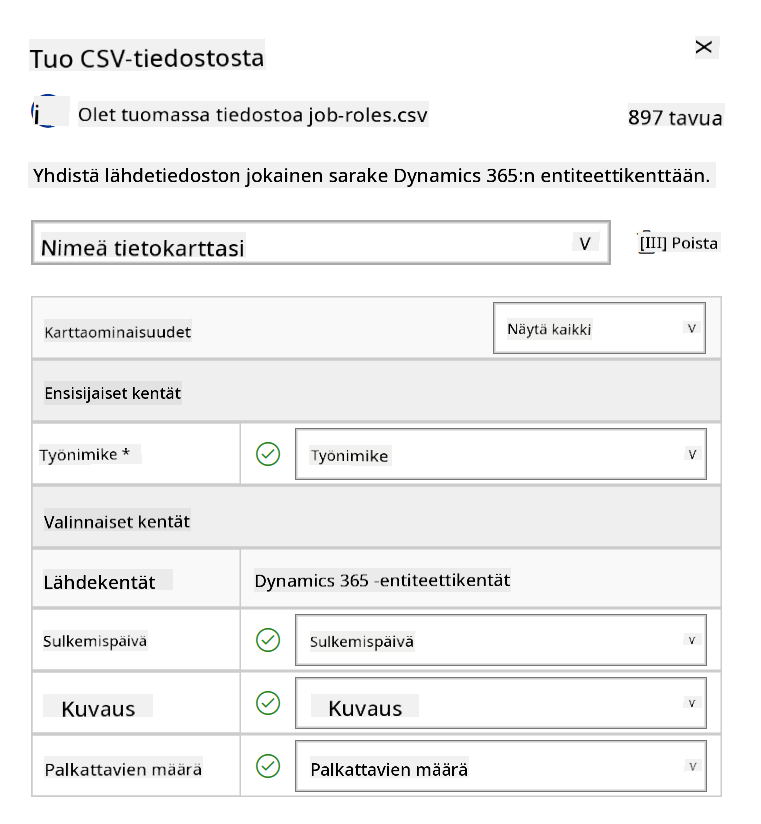 Tuo CSV-tiedostosta
Olet tuomassa tiedostoa job-roles.csv 897 tavua
Yhdistä lähdetiedoston jokainen sarake Dynamics 365:n entiteettikenttään.
Nimeä tietokarttasi V [III] Poista
Karttaominaisuudet Näytä kaikki v
Ensisijaiset kentät
Työnimike * Työnimike v
Valinnaiset kentät
Lähdekentät Dynamics 365 -entiteettikentät
Sulkemispäivä Sulkemispäivä v
Kuvaus Kuvaus v
Palkattavien määrä Palkattavien määrä v